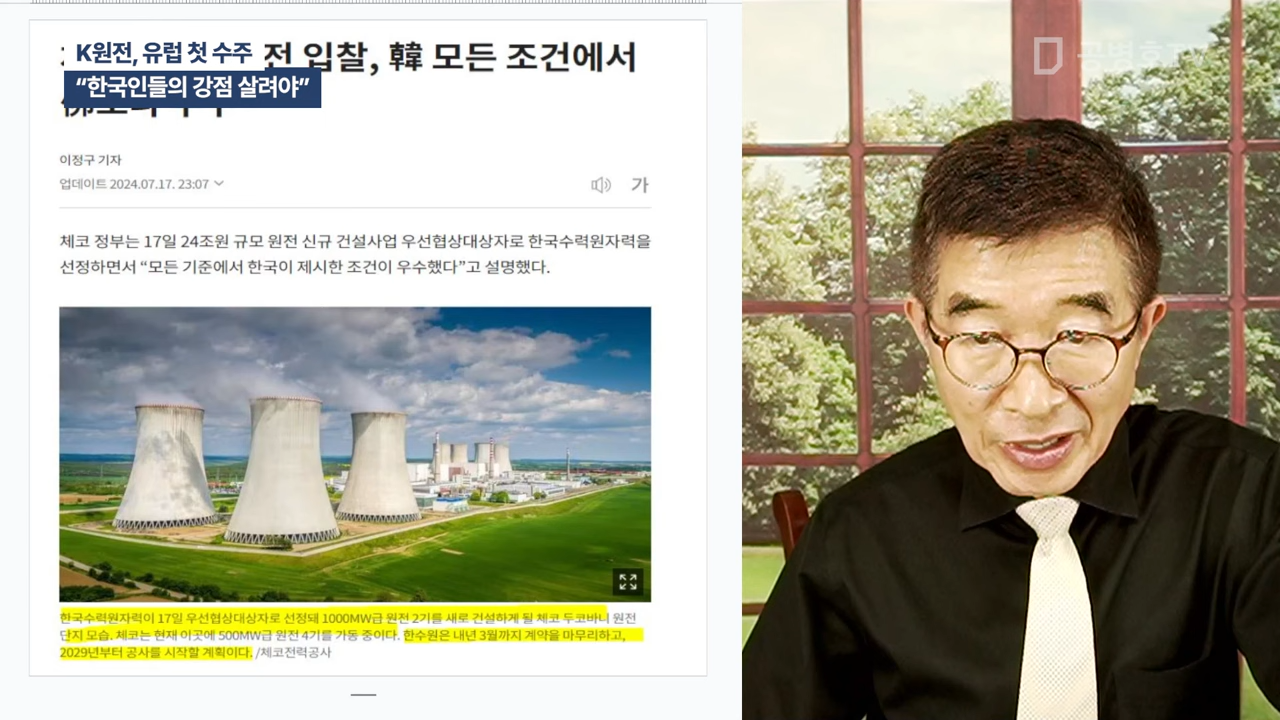 K원전, 유럽 첫 수주
전 입찰, 韓 모든 조건에서
“한국인들의 강점 살려야”
이정구 기자
업데이트 2024.07.17. 23:07
가
체코 정부는 17일 24조원 규모 원전 신규 건설사업 우선협상대상자로 한국수력원자력을
선정하면서 “모든 기준에서 한국이 제시한 조건이 우수했다”고 설명했다.
한국수력원자력이 17일 우선협상대상자로 선정돼 1000MW급 원전 2기를 새로 건설하게 될 체코 두코바니 원전
단지 모습. 체코는 현재 이곳에 500MW급 원전 4기를 가동 중이다. 한수원은 내년 3월까지 계약을 마무리하고,
2029년부터 공사를 시작할 계획이다. /체코전력공사
공병호